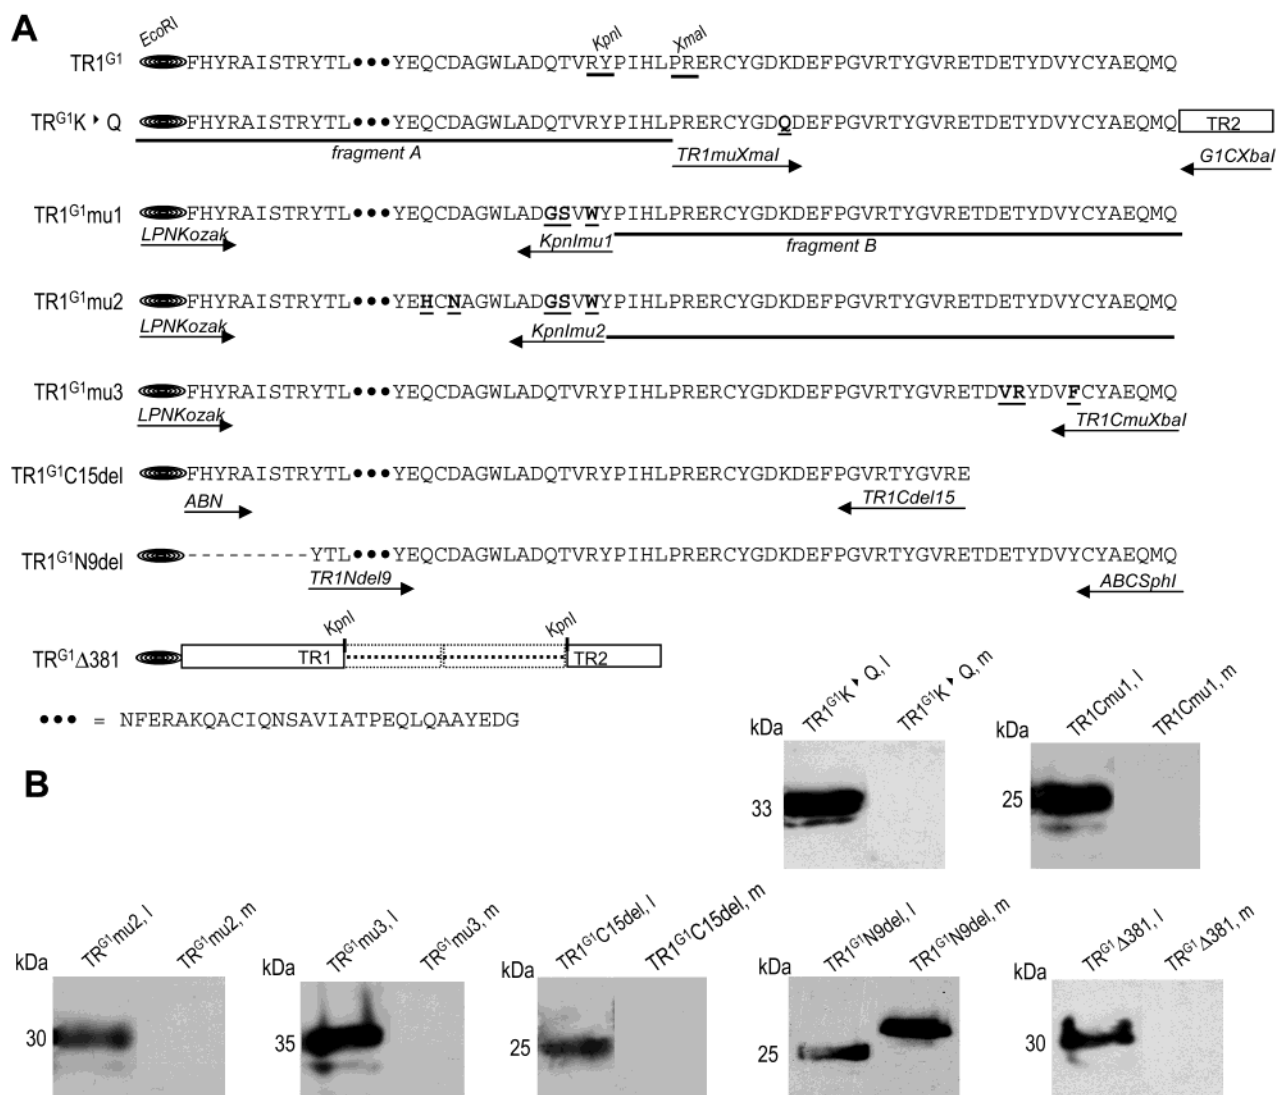 A
EcoRI
KpnI
XmaI
TR1G1 FHYRAISTRYTL●●●YEQCDAGWLADQTVRYPIHLPRERCYGDKDEFPGVRTYGVRETDETYDVYCYAEQMQ
TRG1K ▸ Q FHYRAISTRYTL●●●YEQCDAGWLADQTVRYPIHLPRERCYGDQDEFPGVRTYGVRETDETYDVYCYAEQMQ TR2
fragment A TR1muXmaI G1CXbaI
TR1G1mu1 FHYRAISTRYTL●●●YEQCDAGWLADGSVWYPIHLPRERCYGDKDEFPGVRTYGVRETDETYDVYCYAEQMQ
LPNKozak KpnImu1 fragment B
TR1G1mu2 FHYRAISTRYTL●●●YEHCNAGWLADGSVWYPIHLPRERCYGDKDEFPGVRTYGVRETDETYDVYCYAEQMQ
LPNKozak KpnImu2
TR1G1mu3 FHYRAISTRYTL●●●YEQCDAGWLADQTVRYPIHLPRERCYGDKDEFPGVRTYGVRETDVRYDVFCYAEQMQ
LPNKozak TR1CmuXbaI
TR1G1C15del FHYRAISTRYTL●●●YEQCDAGWLADQTVRYPIHLPRERCYGDKDEFPGVRTYGVRE
ABN TR1Cdel15
TR1G1N9del YTL●●●YEQCDAGWLADQTVRYPIHLPRERCYGDKDEFPGVRTYGVRETDETYDVYCYAEQMQ
TR1Ndel9 ABCSphI
KpnI KpnI
TRG1Δ381 TR1 TR2
●●● = NFERAKQACIQNSAVIATPEQLQAAYEDG
B
kDa TR1G1K ▸ Q, l TR1G1K ▸ Q, m
33
kDa TR1Cmu1, l TR1Cmu1, m
25
kDa TRG1mu2, l TRG1mu2, m
30
kDa TRG1mu3, l TRG1mu3, m
35
kDa TR1G1C15del, l TR1G1C15del, m
25
kDa TR1G1N9del, l TR1G1N9del, m
25
kDa TRG1Δ381, l TRG1Δ381, m
30